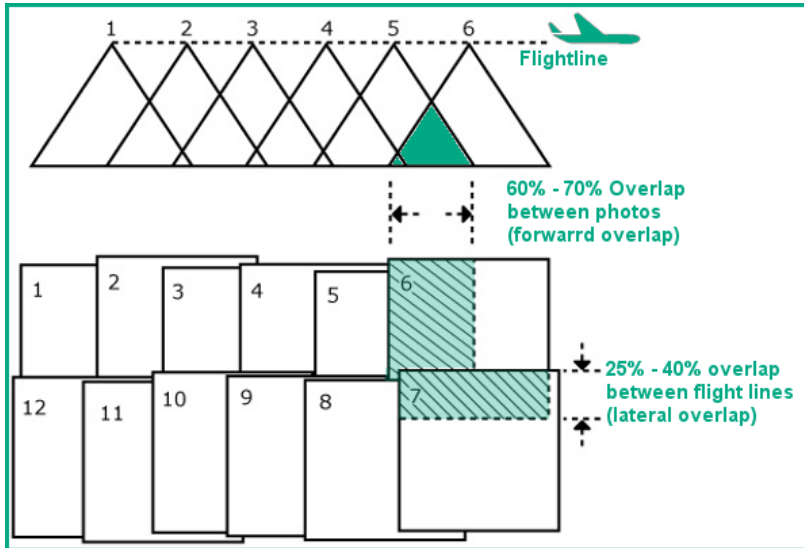 1 2 3 4 5 6
Flightline
60% - 70% Overlap
between photos
(forwarrd overlap)
1 2 3 4 5 6
25% - 40% overlap
between flight lines
(lateral overlap)
12 11 10 9 8 7